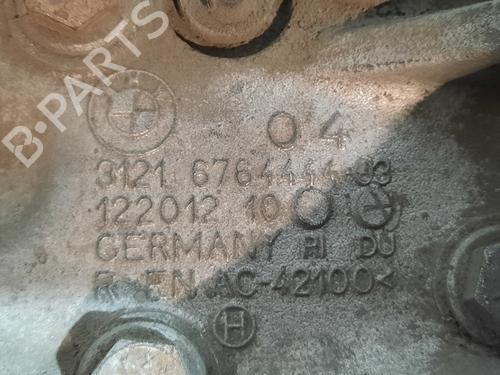 B-PARTS
04
3121 6764444-03
122012 10
GERMANY RI DU
R EN AC-42100<
H